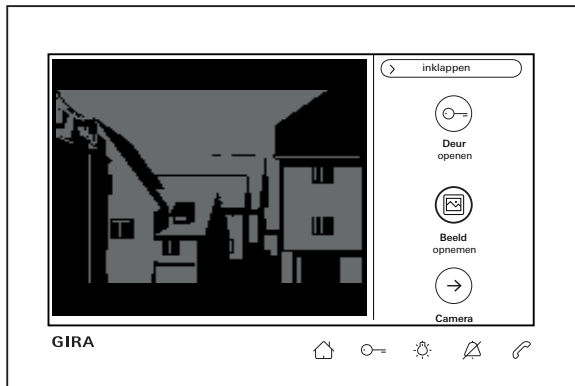 inklappen
Deur
openen
Beeld
opnemen
Camera
GIRA